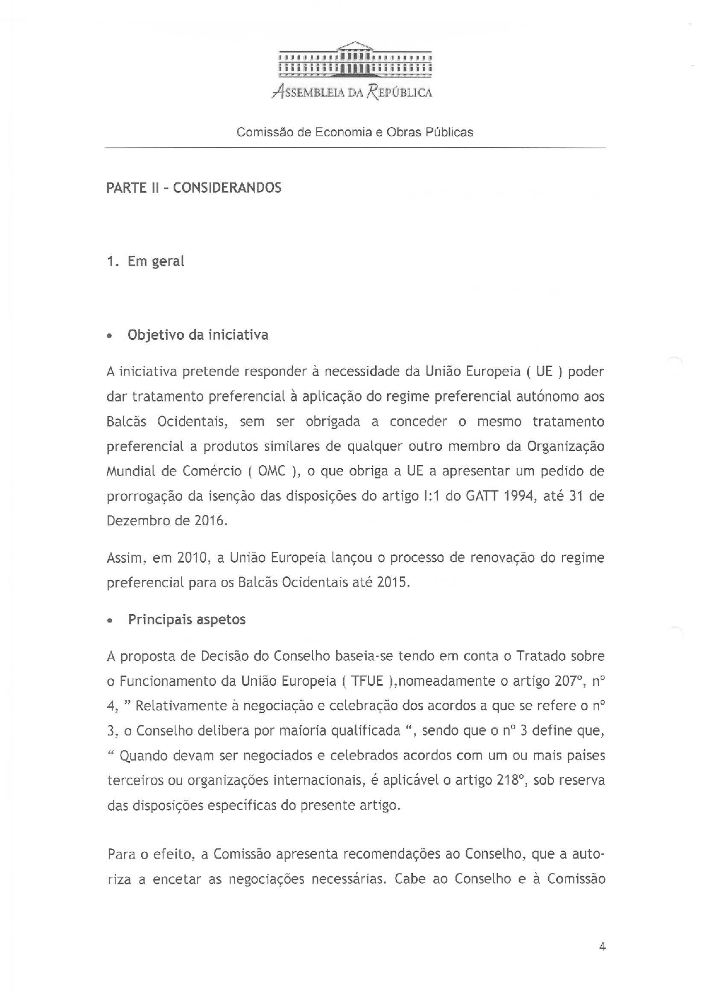 ASSEMBLEIA DA REPÚBLICA
Comissão de Economia e Obras Públicas
PARTE II - CONSIDERANDOS
1. Em geral
• Objetivo da iniciativa
A iniciativa pretende responder à necessidade da União Europeia ( UE ) poder
dar tratamento preferencial à aplicação do regime preferencial autónomo aos
Balcãs Ocidentais, sem ser obrigada a conceder o mesmo tratamento
preferencial a produtos similares de qualquer outro membro da Organização
Mundial de Comércio ( OMC ), o que obriga a UE a apresentar um pedido de
prorrogação da isenção das disposições do artigo I:1 do GATT 1994, até 31 de
Dezembro de 2016.
Assim, em 2010, a União Europeia lançou o processo de renovação do regime
preferencial para os Balcãs Ocidentais até 2015.
• Principais aspetos
A proposta de Decisão do Conselho baseia-se tendo em conta o Tratado sobre
o Funcionamento da União Europeia ( TFUE ),nomeadamente o artigo 207º, nº
4, ” Relativamente à negociação e celebração dos acordos a que se refere o nº
3, o Conselho delibera por maioria qualificada “, sendo que o nº 3 define que,
“ Quando devam ser negociados e celebrados acordos com um ou mais países
terceiros ou organizações internacionais, é aplicável o artigo 218º, sob reserva
das disposições específicas do presente artigo.
Para o efeito, a Comissão apresenta recomendações ao Conselho, que a auto-
riza a encetar as negociações necessárias. Cabe ao Conselho e à Comissão
4